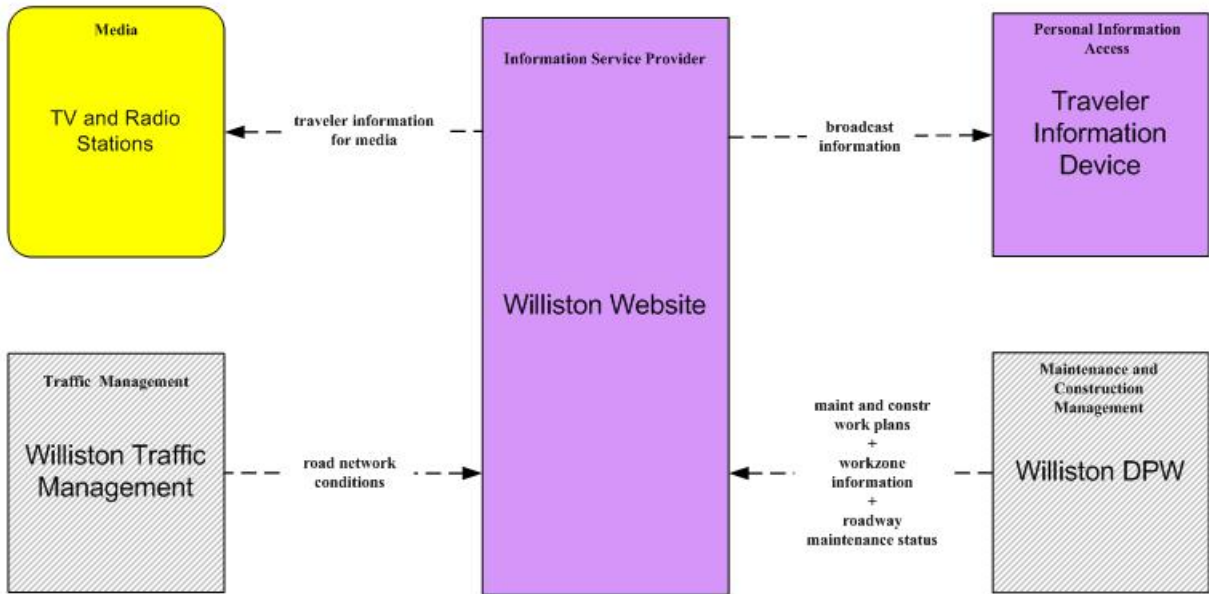 Media
TV and Radio
Stations
traveler information
for media
Information Service Provider
Williston Website
broadcast
information
Personal Information
Access
Traveler
Information
Device
Traffic Management
Williston Traffic
Management
road network
conditions
maint and constr
work plans
+
workzone
information
+
roadway
maintenance status
Maintenance and
Construction
Management
Williston DPW